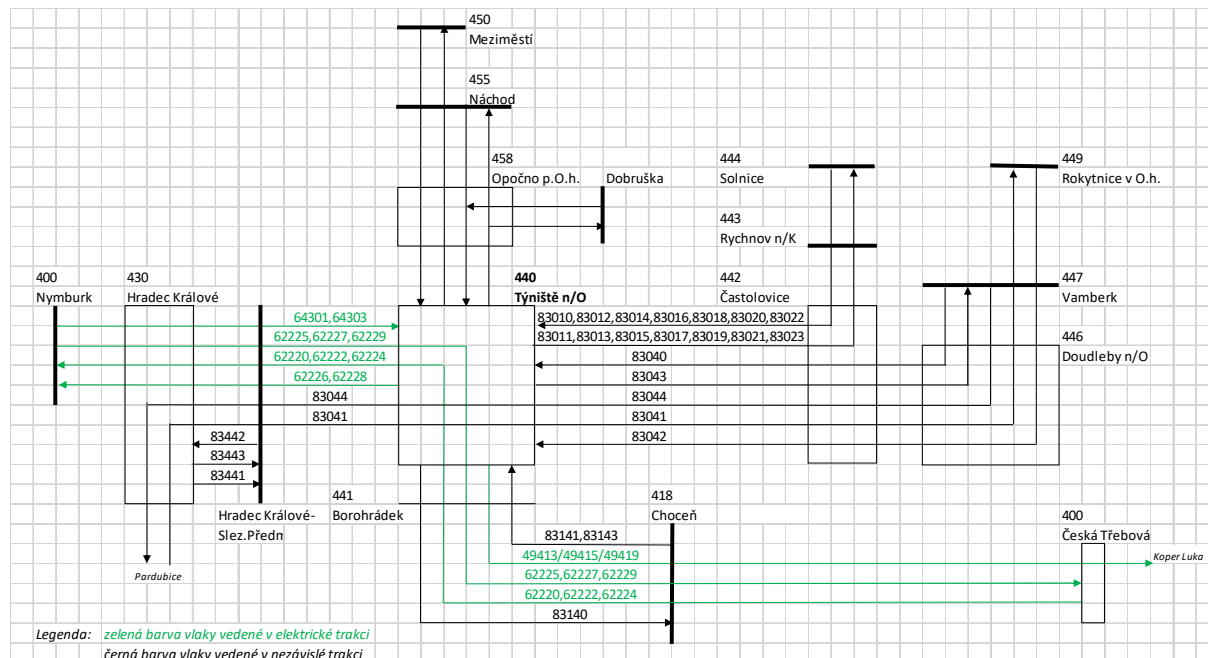 450
Meziměstí
455
Náchod
458
Opočno p.O.h.
Dobruška
444
Solnice
449
Rokytnice v O.h.
443
Rychnov n/K
400
Nymburk
430
Hradec Králové
440
Týniště n/O
442
Častolovice
447
Vamberk
446
Doudleby n/O
64301,64303
62225,62227,62229
62220,62222,62224
62226,62228
83044
83041
83442
83443
83441
83010,83012,83014,83016,83018,83020,83022
83011,83013,83015,83017,83019,83021,83023
83040
83043
83044
83041
83042
Hradec Králové-
Slez.Předm
441
Borohrádek
418
Choceň
400
Česká Třebová
Pardubice
83141,83143
49413/49415/49419
Koper Luka
62225,62227,62229
62220,62222,62224
83140
Legenda: zelená barva vlaky vedené v elektrické trakci
černá barva vlaky vedené v nezávislé trakci